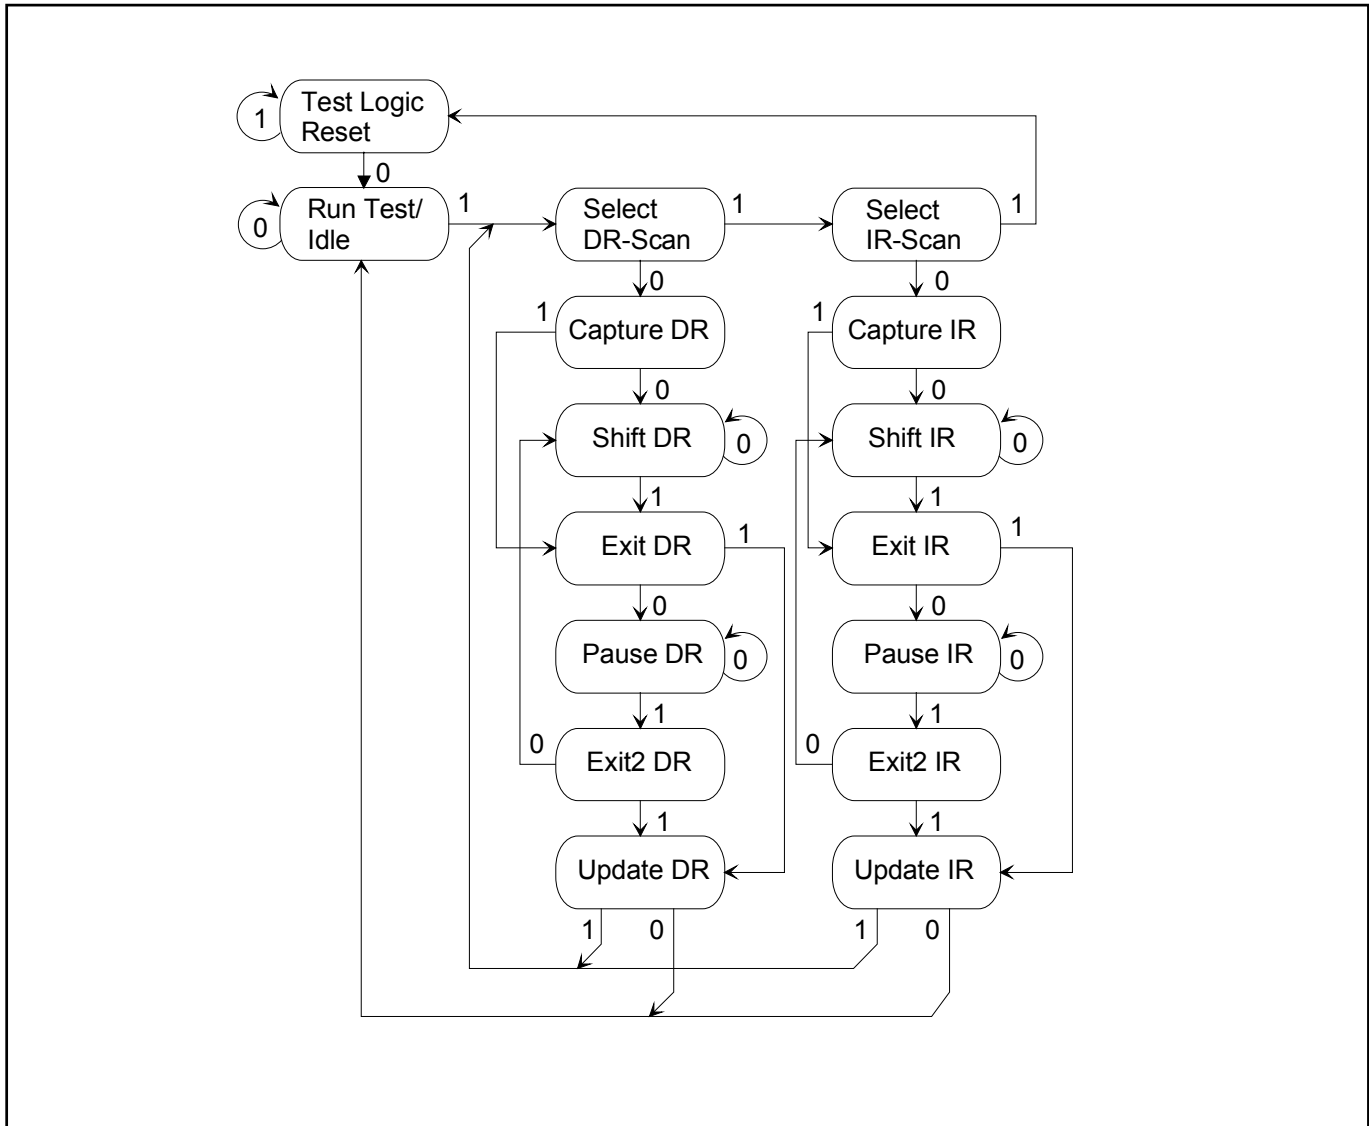 Test Logic
Reset
1
0
Run Test/
Idle
0
1
Select
DR-Scan
1
Select
IR-Scan
1
0
0
1
Capture DR
1
Capture IR
0
0
Shift DR
0
Shift IR
0
1
1
Exit DR
1
Exit IR
1
0
0
Pause DR
0
Pause IR
0
1
1
0
Exit2 DR
0
Exit2 IR
1
1
Update DR
Update IR
1
0
1
0